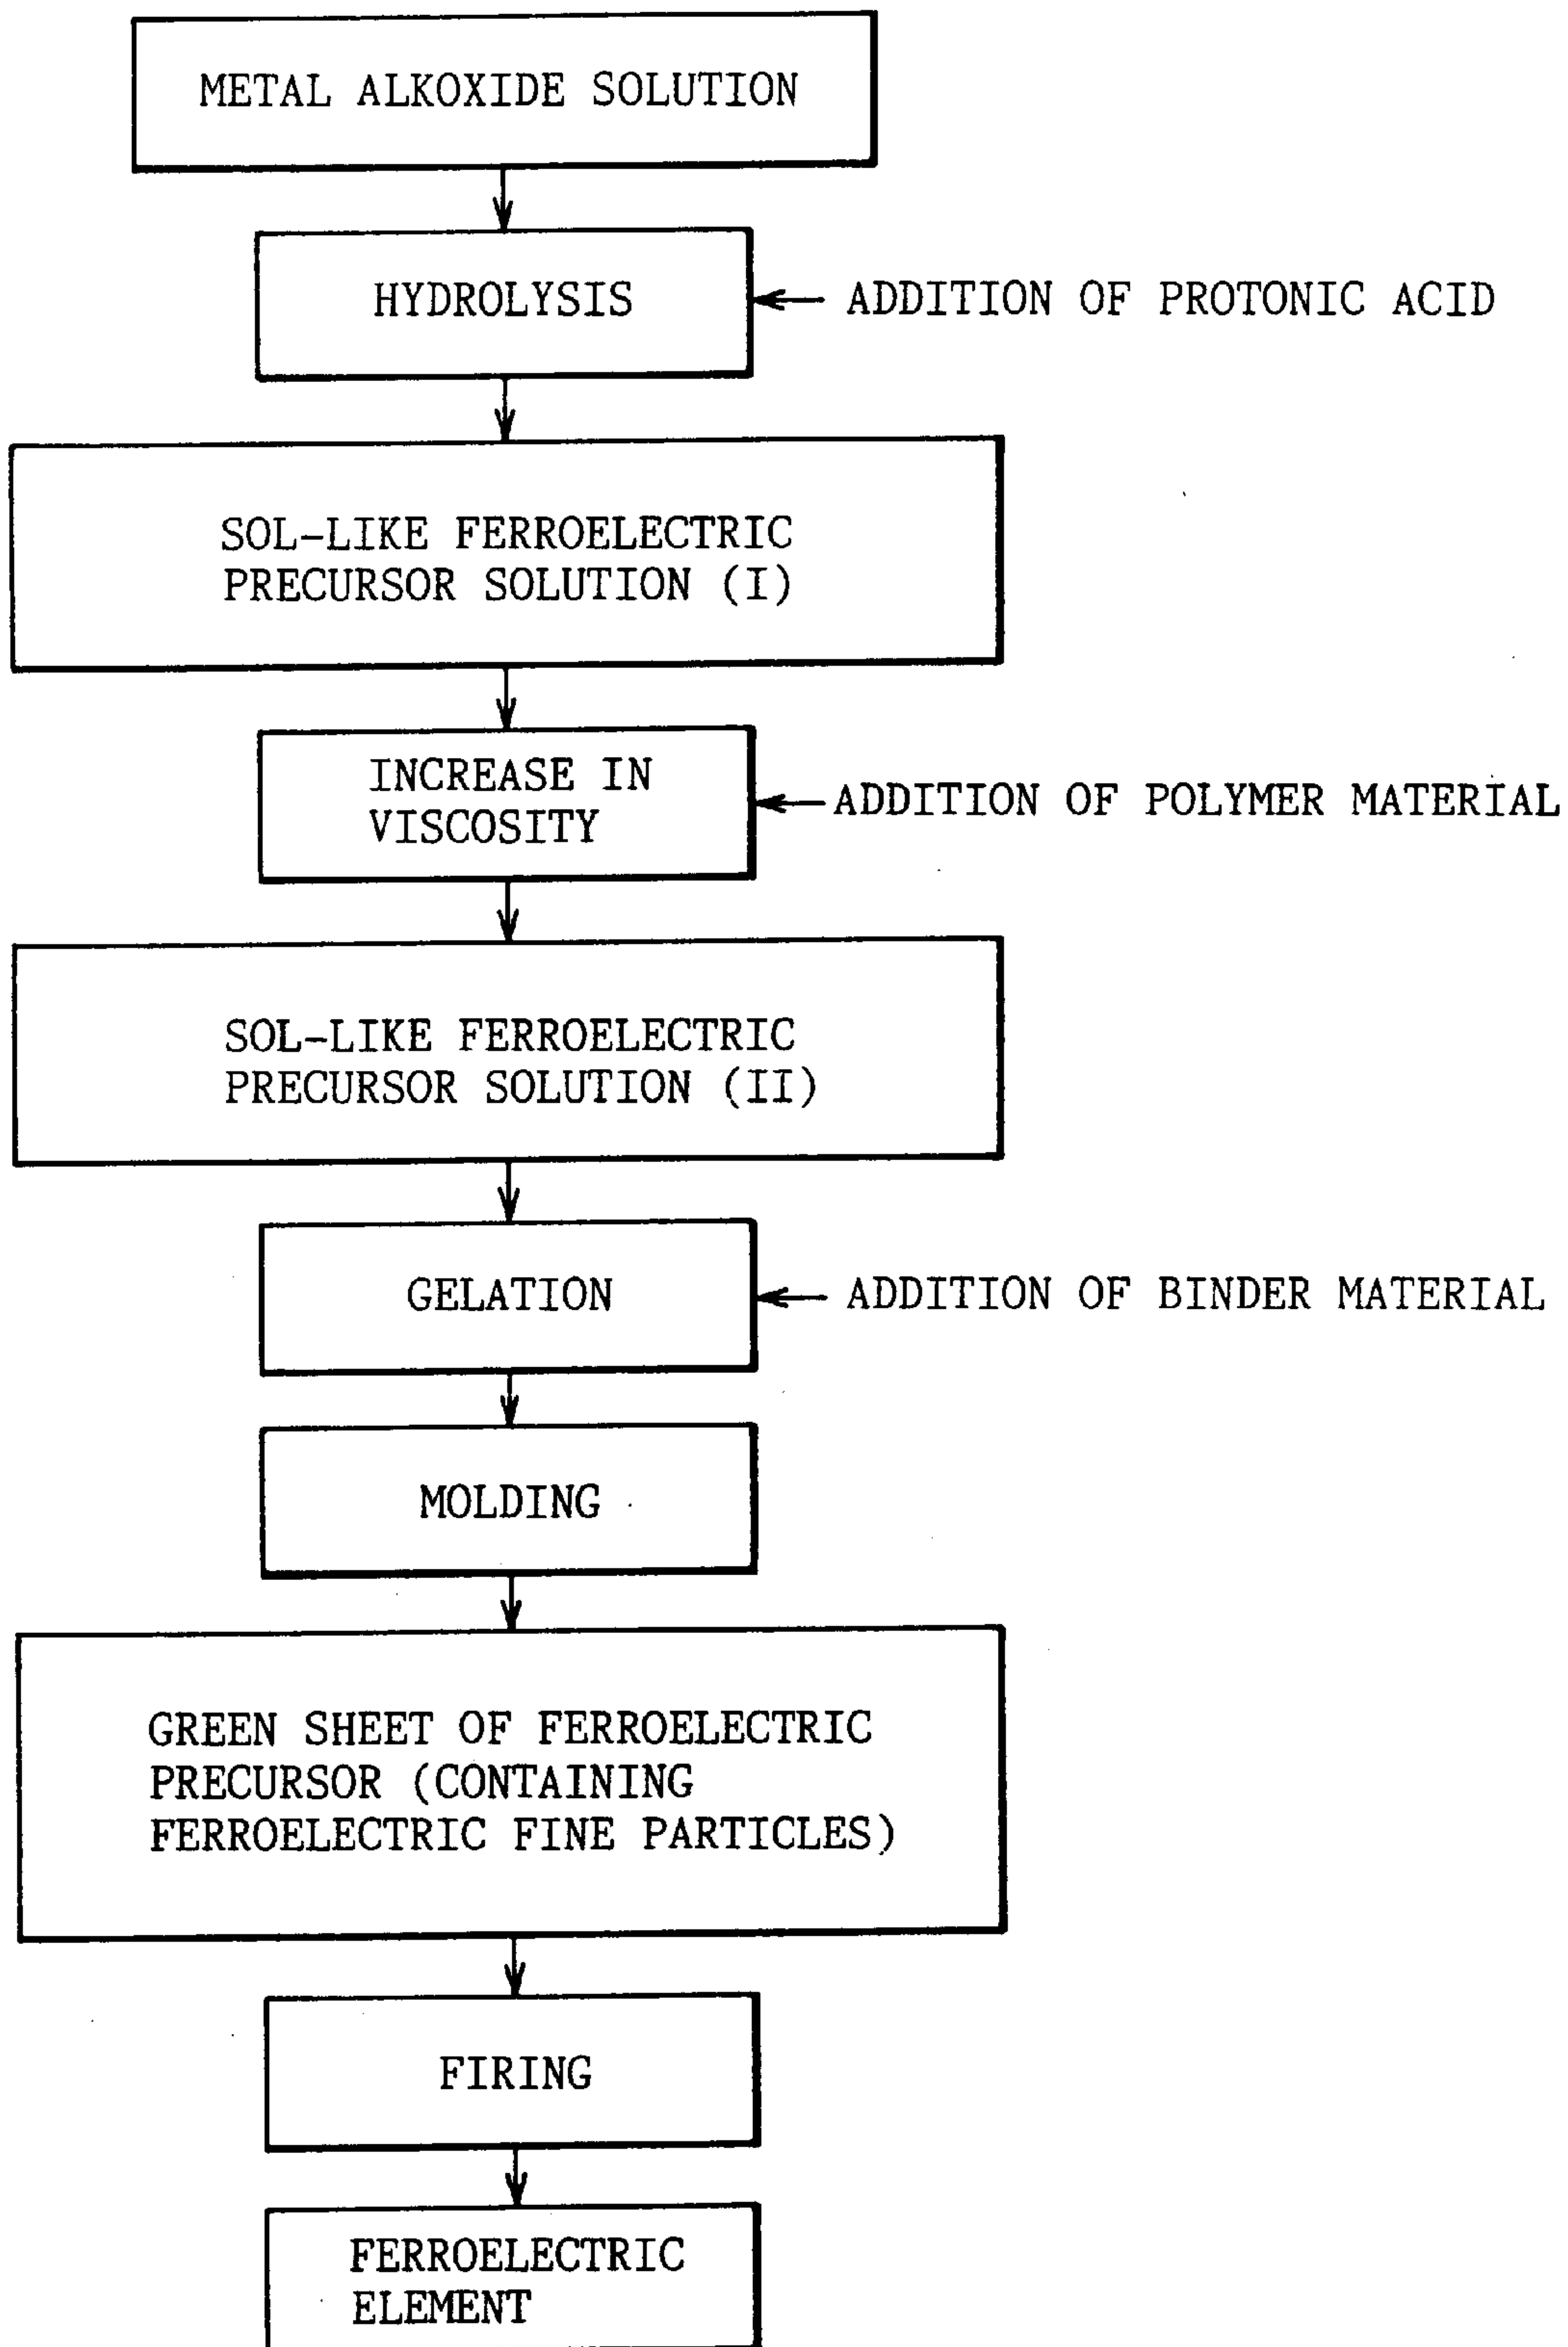 METAL ALKOXIDE SOLUTION
HYDROLYSIS
ADDITION OF PROTONIC ACID
SOL-LIKE FERROELECTRIC
PRECURSOR SOLUTION (I)
INCREASE IN
VISCOSITY
ADDITION OF POLYMER MATERIAL
SOL-LIKE FERROELECTRIC
PRECURSOR SOLUTION (II)
GELATION
ADDITION OF BINDER MATERIAL
MOLDING
GREEN SHEET OF FERROELECTRIC
PRECURSOR (CONTAINING
FERROELECTRIC FINE PARTICLES)
FIRING
FERROELECTRIC
ELEMENT